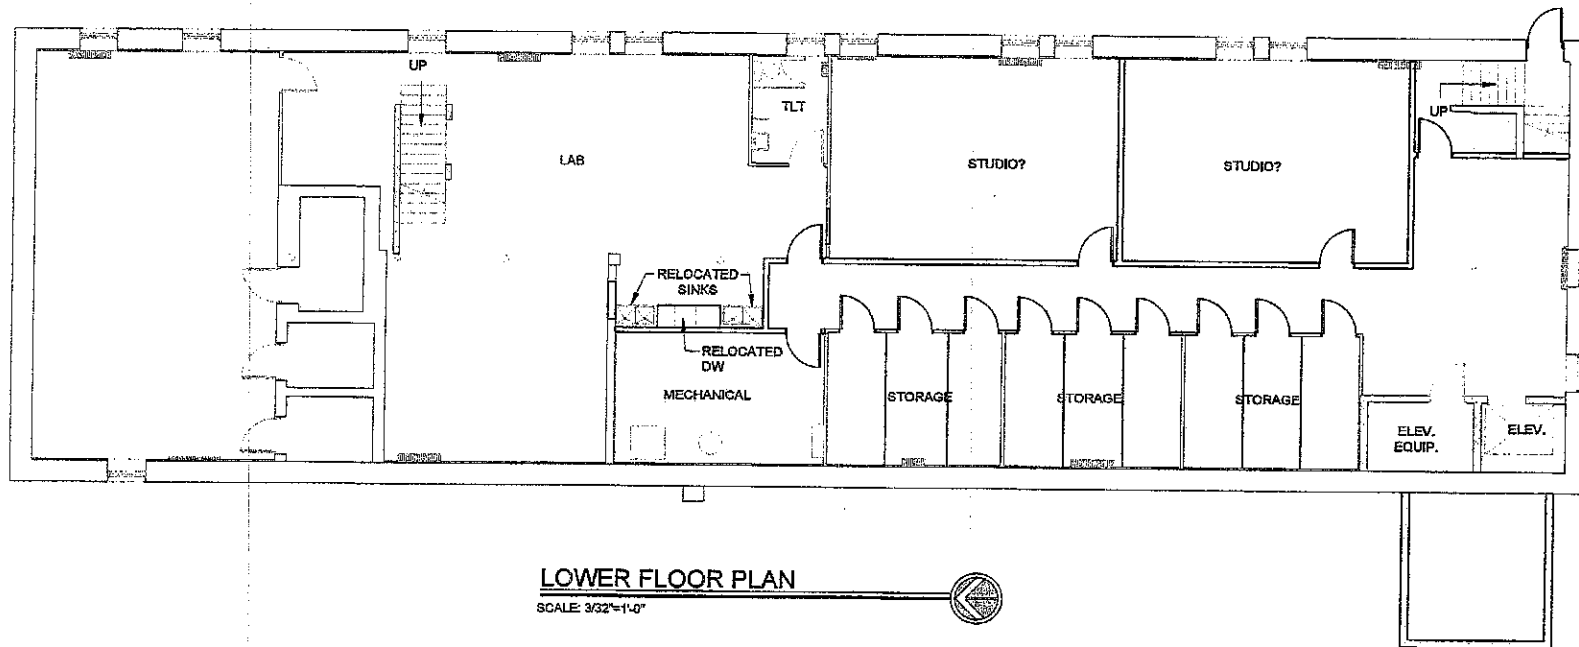 UP
TLT
LAB
STUDIO?
STUDIO?
UP
RELOCATED
SINKS
RELOCATED
DW
MECHANICAL
STORAGE
STORAGE
STORAGE
ELEV.
EQUIP.
ELEV.
LOWER FLOOR PLAN
SCALE: 3/32"=1'-0"